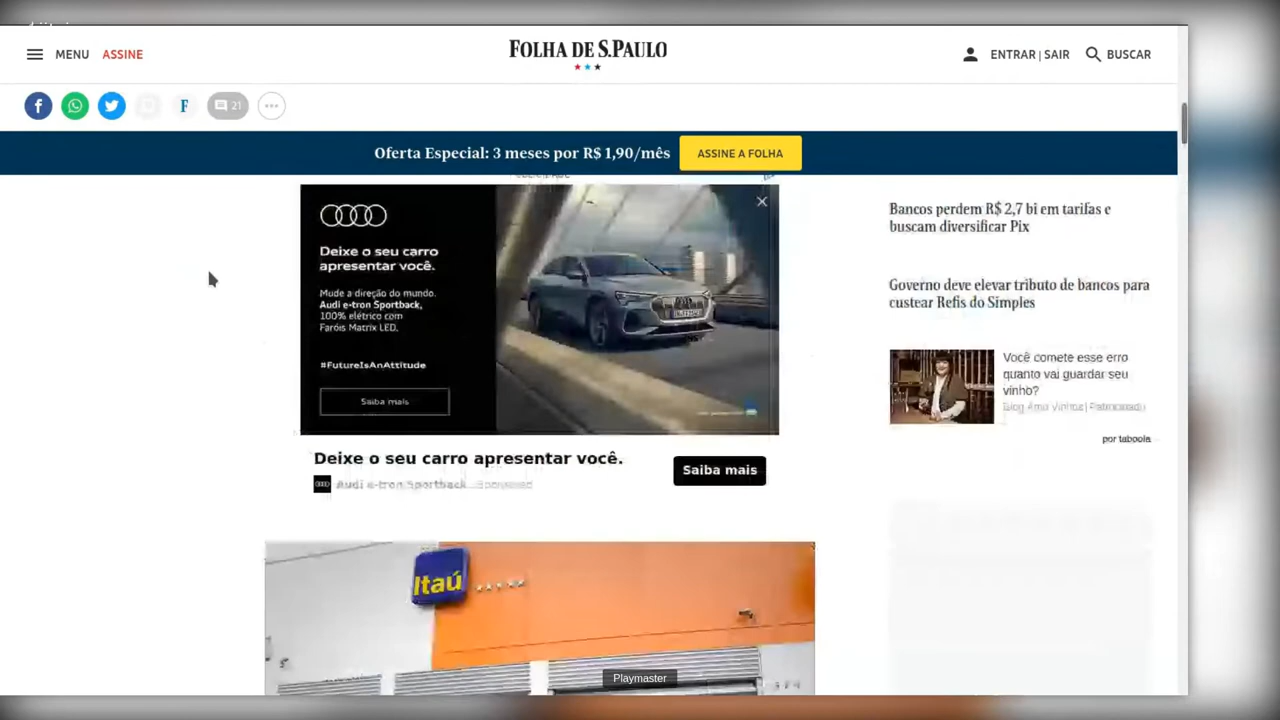 MENU
ASSINE
FOLHA DE S.PAULO
ENTRAR | SAIR
BUSCAR
F
21
Oferta Especial: 3 meses por R$ 1,90/mês
ASSINE A FOLHA
Deixe o seu carro
apresentar você.
Mude a direção do mundo.
Audi e-tron Sportback,
100% elétrico com
Faróis Matrix LED.
#FutureIsAnAttitude
Saiba mais
Deixe o seu carro apresentar você.
Audi e-tron Sportback
Sponsored
Saiba mais
Bancos perdem R$ 2,7 bi em tarifas e
buscam diversificar Pix
Governo deve elevar tributo de bancos para
custear Refis do Simples
Você comete esse erro
quanto vai guardar seu
vinho?
Blog Amo Vinhos | Patrocinado
por taboola
Itaú
Playmaster